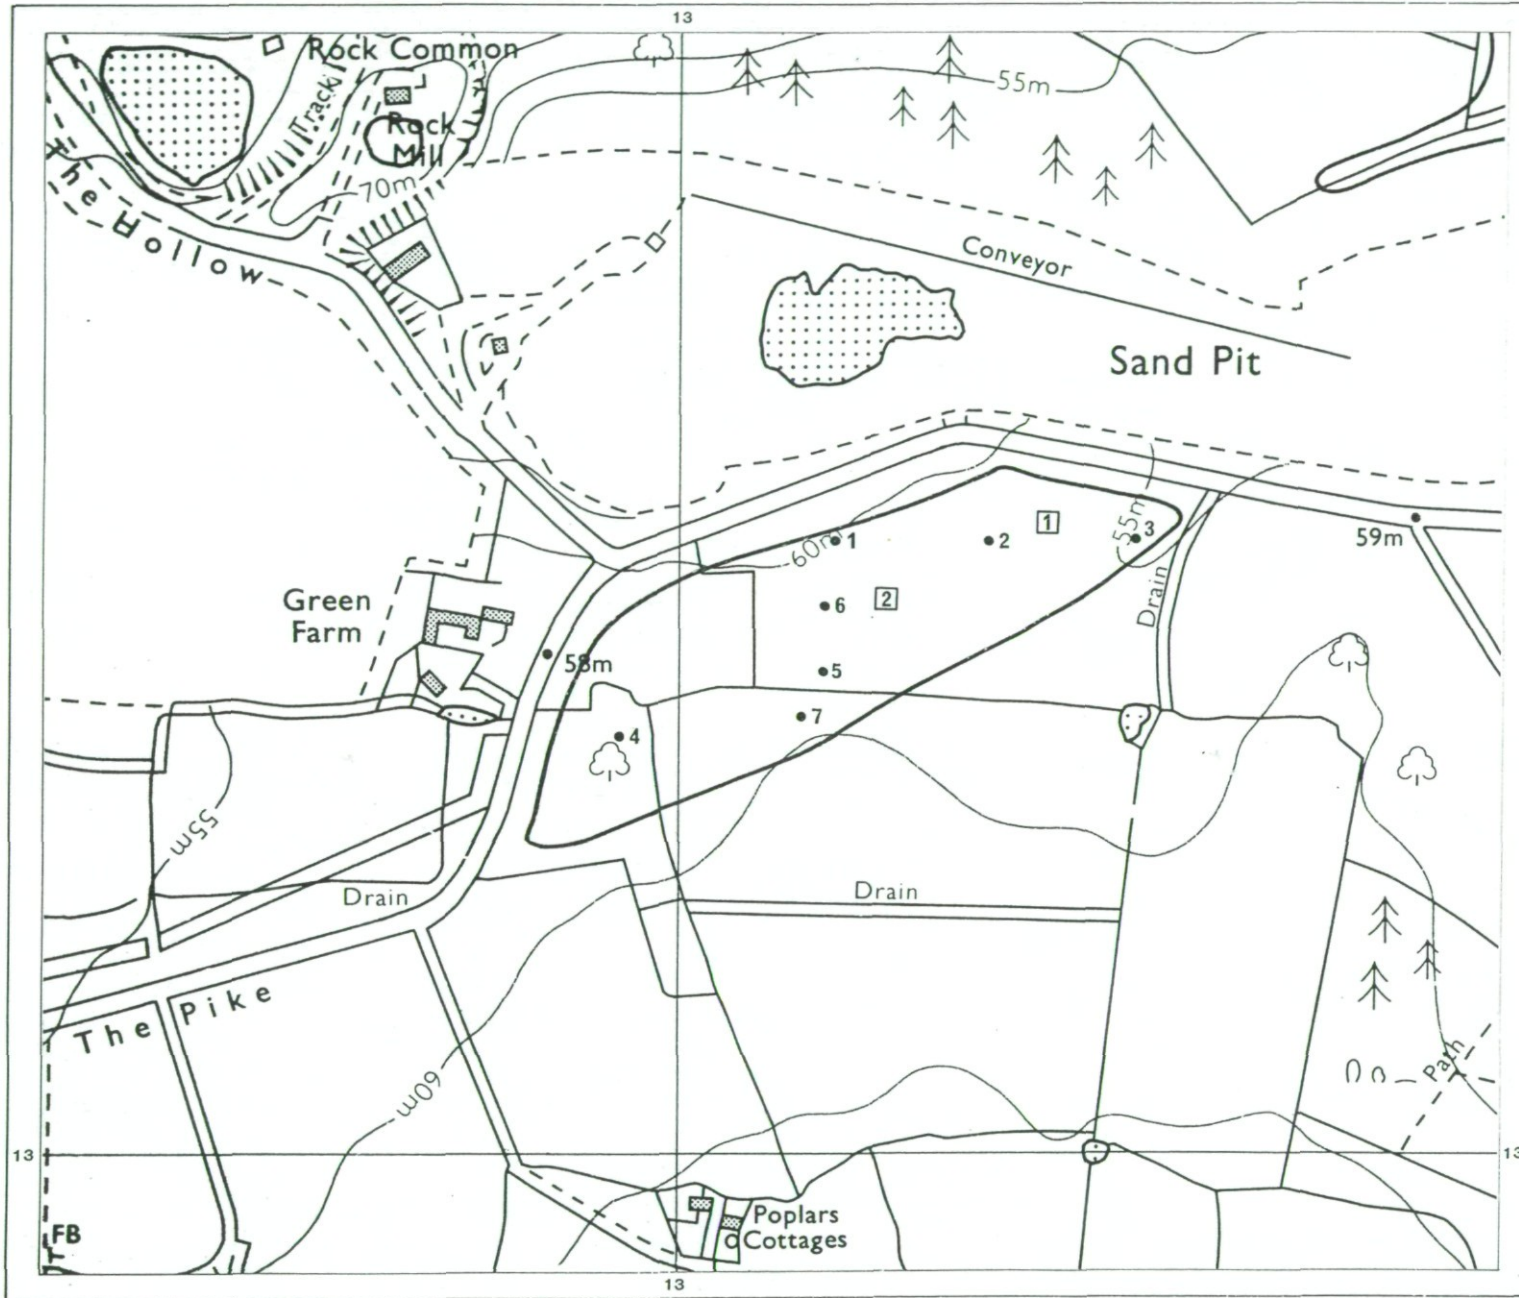 13
Rock Common
Track
Rock
Mill
55m
70m
The Hollow
Conveyor
Sand Pit
60m
1
2
1
55m
3
59m
6
2
Green
Farm
Drain
58m
5
7
4
55m
Drain
Drain
The Pike
60m
Path
13
13
Poplars
Cottages
FB
13